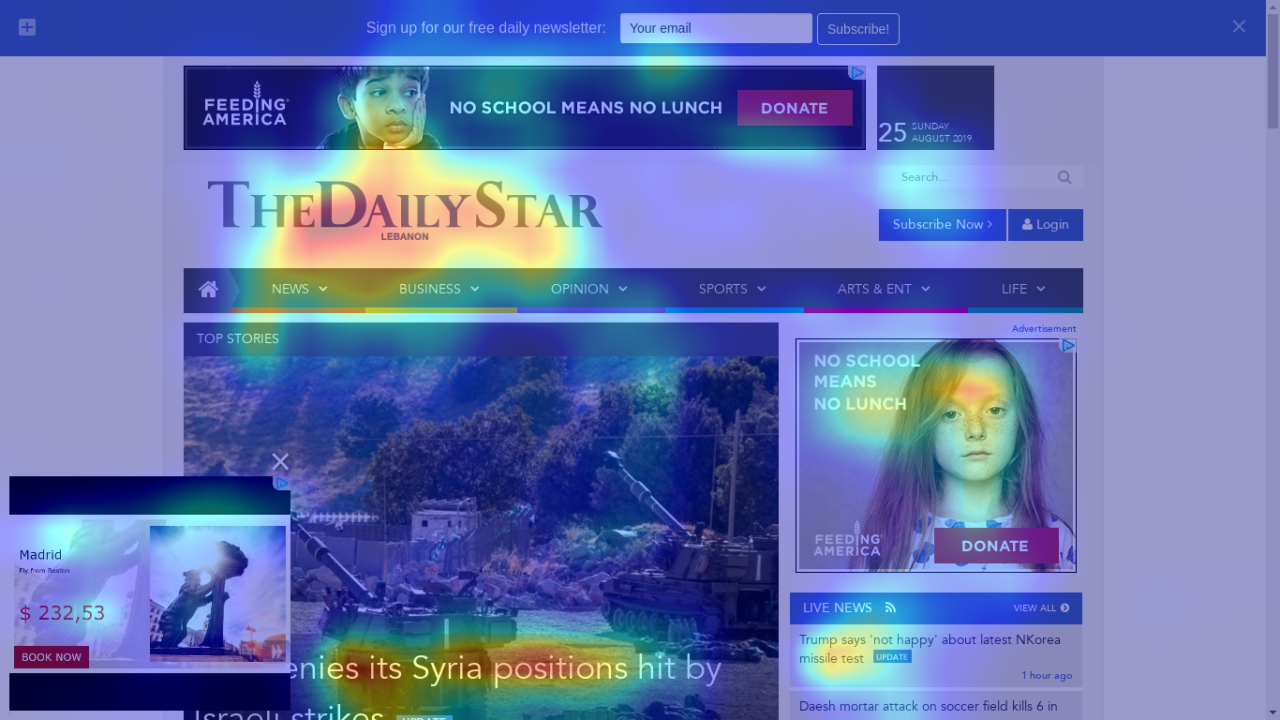 Sign up for our free daily newsletter: Your email Subscribe!
FEEDING AMERICA
NO SCHOOL MEANS NO LUNCH DONATE
25 SUNDAY
AUGUST 2019
THE DAILY STAR
LEBANON
Search...
Subscribe Now Login
NEWS BUSINESS OPINION SPORTS ARTS & ENT LIFE
TOP STORIES
enies its Syria positions hit by
Israeli strikes UPDATE
Madrid
Fly from Boston
$ 232,53
BOOK NOW
Advertisement
NO SCHOOL
MEANS
NO LUNCH
FEEDING
AMERICA
DONATE
LIVE NEWS VIEW ALL
Trump says 'not happy' about latest NKorea
missile test UPDATE
1 hour ago
Daesh mortar attack on soccer field kills 6 in